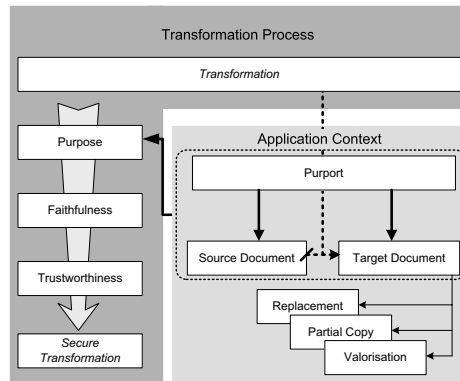 Transformation Process
Transformation
Purpose
Faithfulness
Trustworthiness
Secure
Transformation
Application Context
Purport
Source Document
Target Document
Replacement
Partial Copy
Valorisation